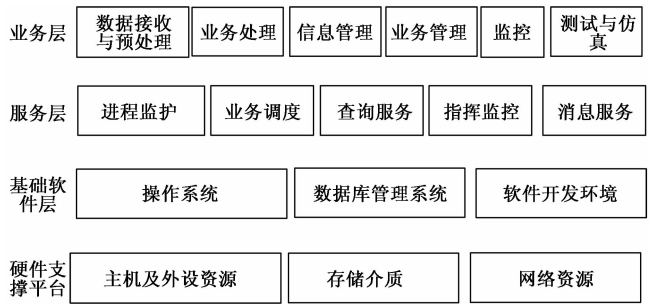 业务层
数据接收
与预处理
业务处理
信息管理
业务管理
监控
测试与仿
真
服务层
进程监护
业务调度
查询服务
指挥监控
消息服务
基础软
件层
操作系统
数据库管理系统
软件开发环境
硬件支
撑平台
主机及外设资源
存储介质
网络资源